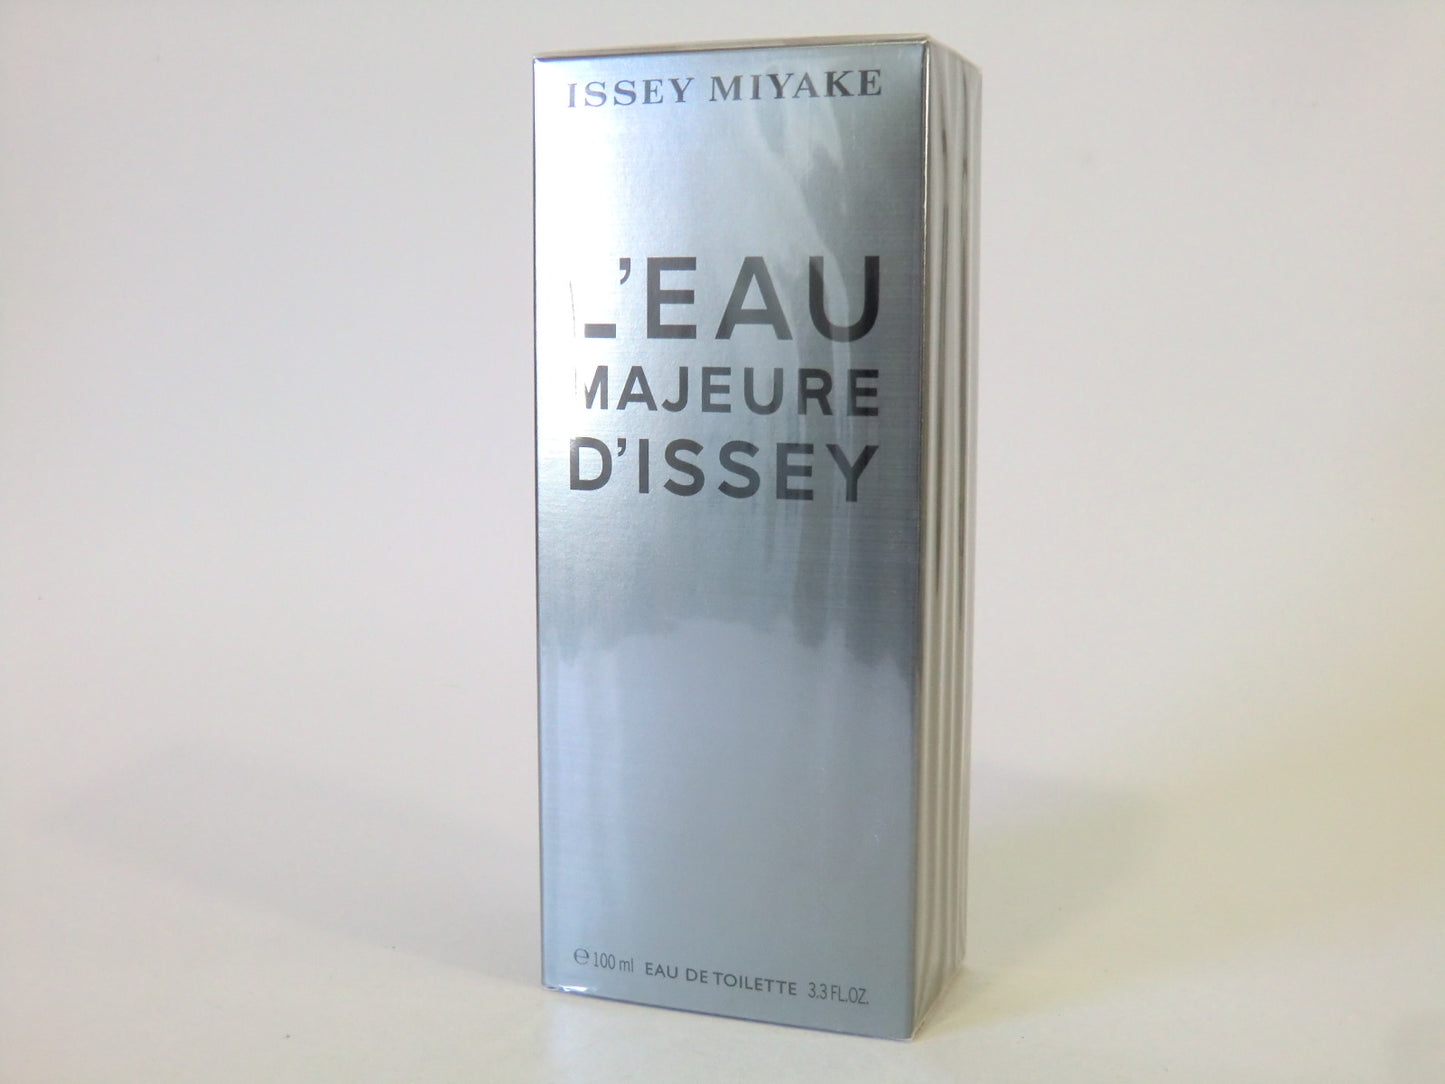 ISSEY MIYAKE
L'EAU
MAJEURE
D'ISSEY
℮ 100 ml EAU DE TOILETTE 3.3 FL.OZ.